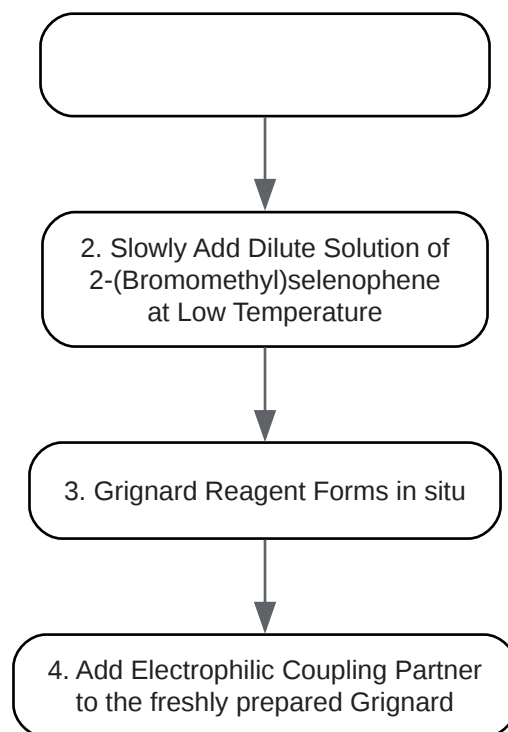 2. Slowly Add Dilute Solution of
2-(Bromomethyl)selenophene
at Low Temperature
3. Grignard Reagent Forms in situ
4. Add Electrophilic Coupling Partner
to the freshly prepared Grignard